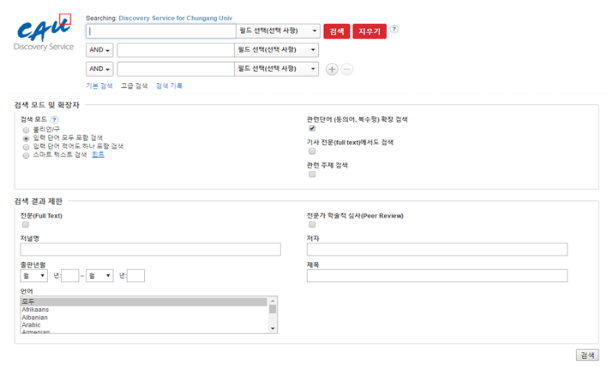 CAU
Discovery Service
Searching: Discovery Service for Chungang Univ
필드 선택(선택 사항) 검색 지우기 ?
AND 필드 선택(선택 사항)
AND 필드 선택(선택 사항)
기본 검색 고급 검색 검색 기록
검색 모드 및 확장자
검색 모드 ?
불리언/구
입력 단어 모두 포함 검색
입력 단어 적어도 하나 포함 검색
스마트 텍스트 검색 힌트
관련단어 (동의어, 복수형) 확장 검색
기사 전문(full text)에서도 검색
관련 주제 검색
검색 결과 제한
전문(Full Text)
전문가 학술적 심사(Peer Review)
저널명
저자
출판년월
월 년: – 월 년:
제목
언어
모두
Afrikaans
Albanian
Arabic
Armenian
검색